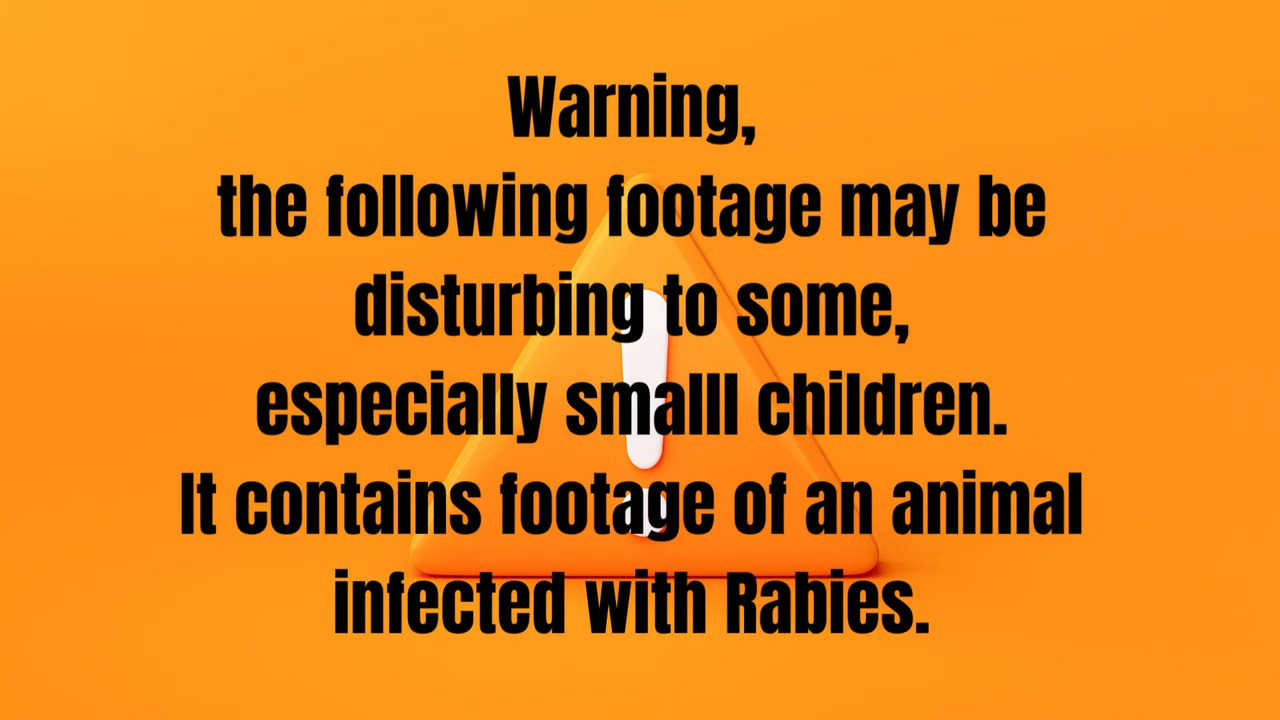 Warning,
the following footage may be
disturbing to some,
especially smalll children.
It contains footage of an animal
infected with Rabies.